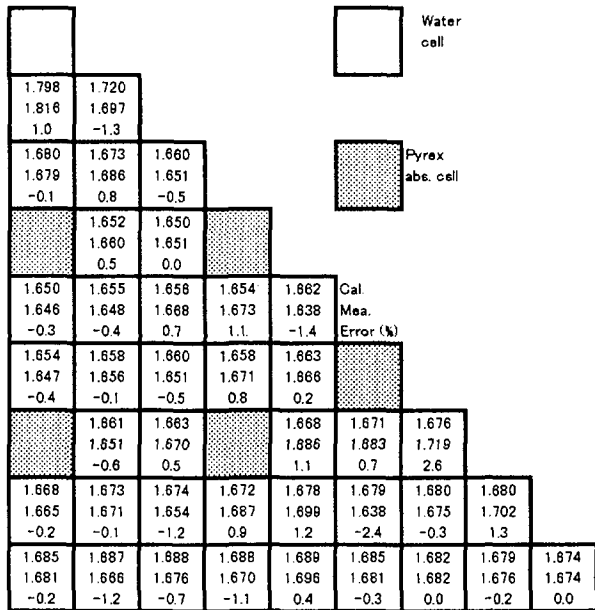 Water
cell
1.798 1.720
1.816 1.697
1.0 -1.3
Pyrex
abs. cell
1.680 1.673 1.660
1.679 1.686 1.651
-0.1 0.8 -0.5
1.652 1.650
1.660 1.651
0.5 0.0
1.650 1.655 1.656 1.654 1.662 Cal.
1.646 1.648 1.668 1.673 1.638 Mea.
-0.3 -0.4 0.7 1.1 -1.4 Error (%)
1.654 1.658 1.660 1.658 1.663
1.647 1.656 1.651 1.671 1.666
-0.4 -0.1 -0.5 0.8 0.2
1.661 1.663 1.668 1.671 1.676
1.651 1.670 1.686 1.683 1.719
-0.6 0.5 1.1 0.7 2.6
1.668 1.673 1.674 1.672 1.678 1.679 1.680 1.680
1.665 1.671 1.654 1.687 1.699 1.638 1.675 1.702
-0.2 -0.1 -1.2 0.9 1.2 -2.4 -0.3 1.3
1.685 1.687 1.688 1.688 1.689 1.685 1.682 1.679 1.674
1.681 1.666 1.676 1.670 1.696 1.681 1.682 1.676 1.674
-0.2 -1.2 -0.7 -1.1 0.4 -0.3 0.0 -0.2 0.0